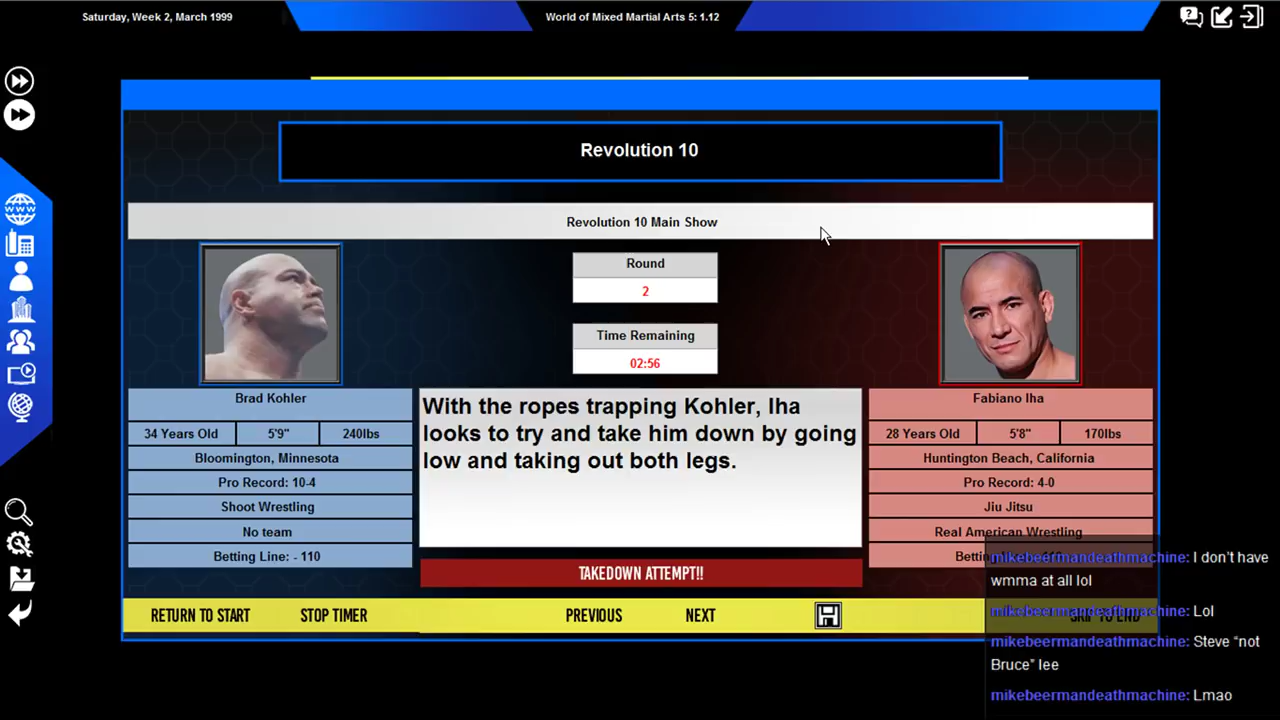 Saturday, Week 2, March 1999
World of Mixed Martial Arts 5: 1.12
Revolution 10
Revolution 10 Main Show
Round
2
Time Remaining
02:56
Brad Kohler
34 Years Old
5'9"
240lbs
Bloomington, Minnesota
Pro Record: 10-4
Shoot Wrestling
No team
Betting Line: - 110
With the ropes trapping Kohler, Iha
looks to try and take him down by going
low and taking out both legs.
TAKEDOWN ATTEMPT!!
Fabiano Iha
28 Years Old
5'8"
170lbs
Huntington Beach, California
Pro Record: 4-0
Jiu Jitsu
Real American Wrestling
RETURN TO START
STOP TIMER
PREVIOUS
NEXT
SKIP TO END
mikebeermandeathmachine: I don't have
wmma at all lol
mikebeermandeathmachine: Lol
mikebeermandeathmachine: Steve “not
Bruce” lee
mikebeermandeathmachine: Lmao